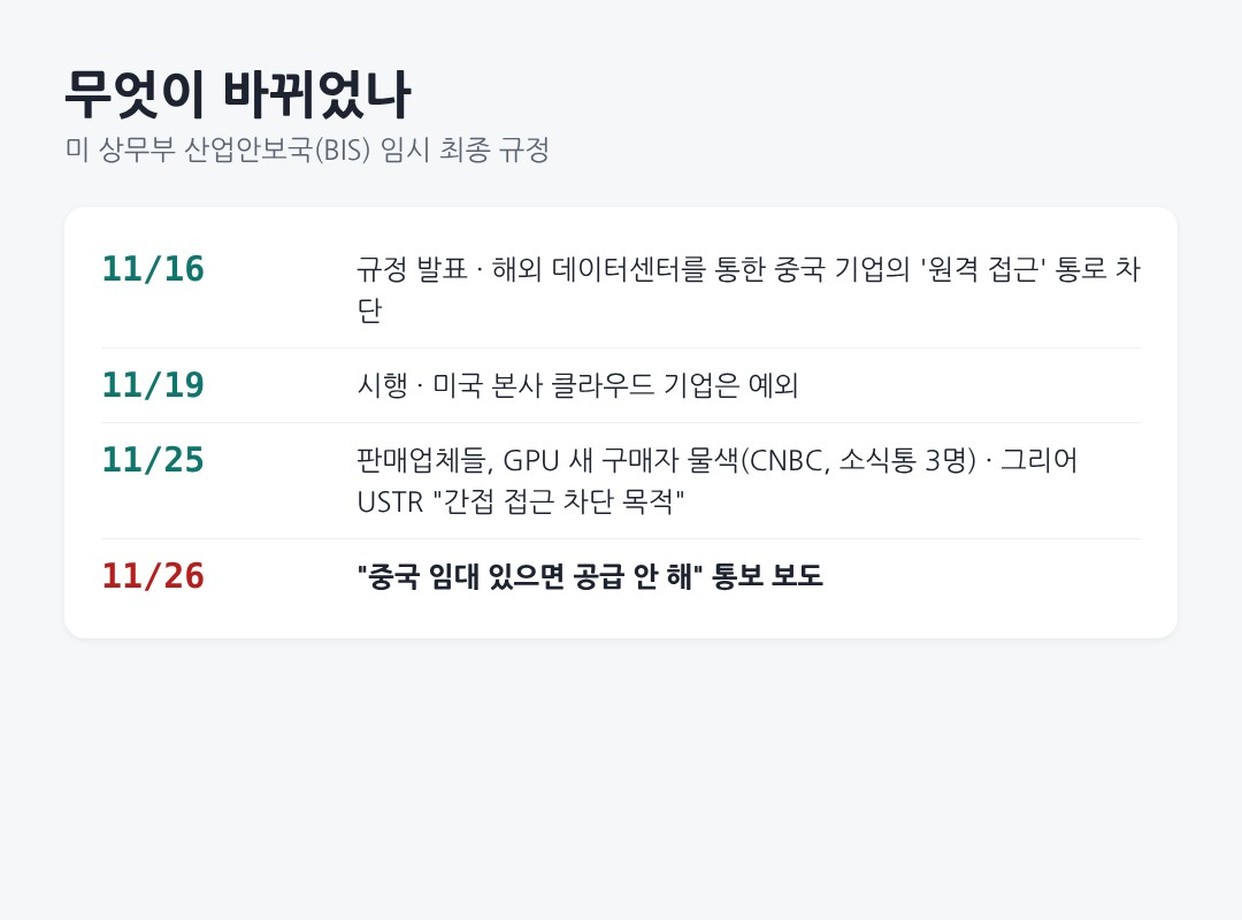 무엇이 바뀌었나
미 상무부 산업안보국(BIS) 임시 최종 규정
11/16 규정 발표 · 해외 데이터센터를 통한 중국 기업의 '원격 접근' 통로 차
단
11/19 시행 · 미국 본사 클라우드 기업은 예외
11/25 판매업체들, GPU 새 구매자 물색(CNBC, 소식통 3명) · 그리어
USTR "간접 접근 차단 목적"
11/26 "중국 임대 있으면 공급 안 해" 통보 보도